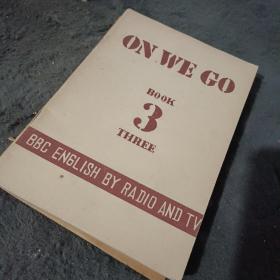 ON WE GO
BOOK
3
THREE
BBC ENGLISH BY RADIO AND TV